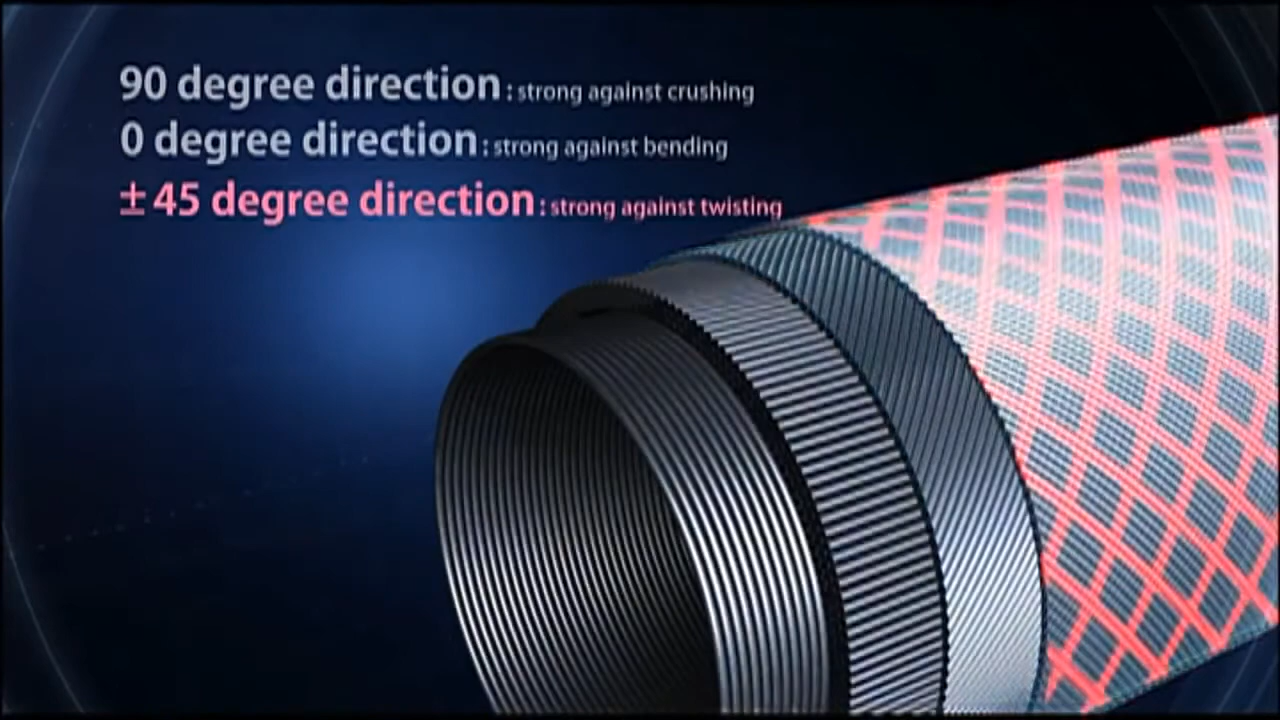 90 degree direction : strong against crushing
0 degree direction : strong against bending
±45 degree direction : strong against twisting